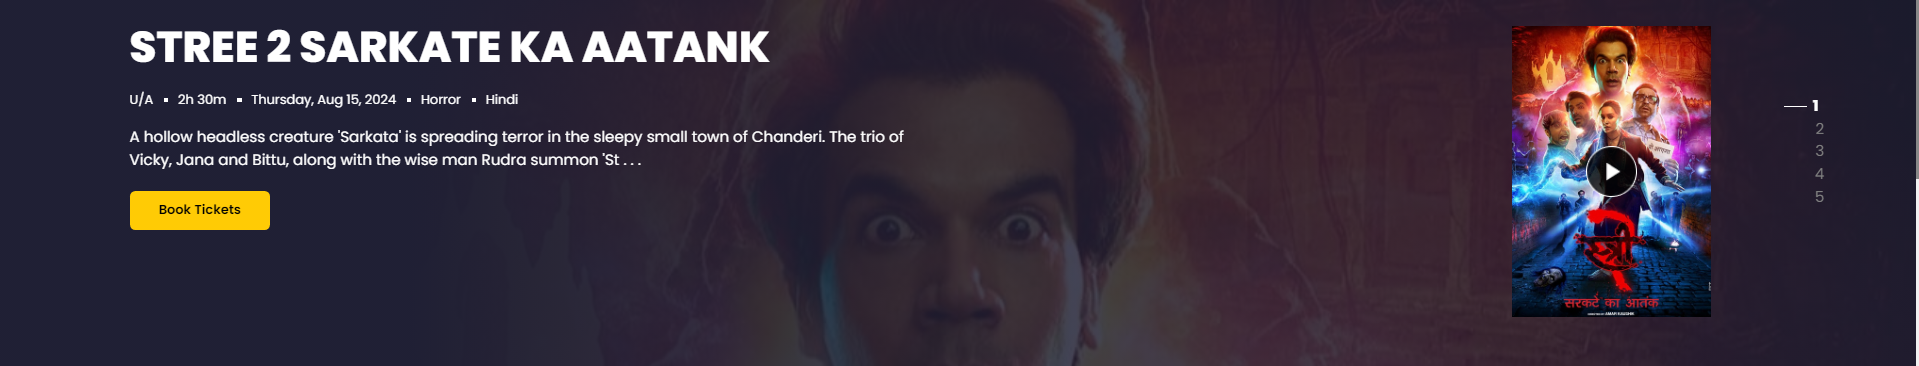 STREE 2 SARKATE KA AATANK
U/A ▪ 2h 30m ▪ Thursday, Aug 15, 2024 ▪ Horror ▪ Hindi
A hollow headless creature 'Sarkata' is spreading terror in the sleepy small town of Chanderi. The trio of
Vicky, Jana and Bittu, along with the wise man Rudra summon 'St . . .
Book Tickets
स्त्री
2
सरकटे का आतंक
1
2
3
4
5